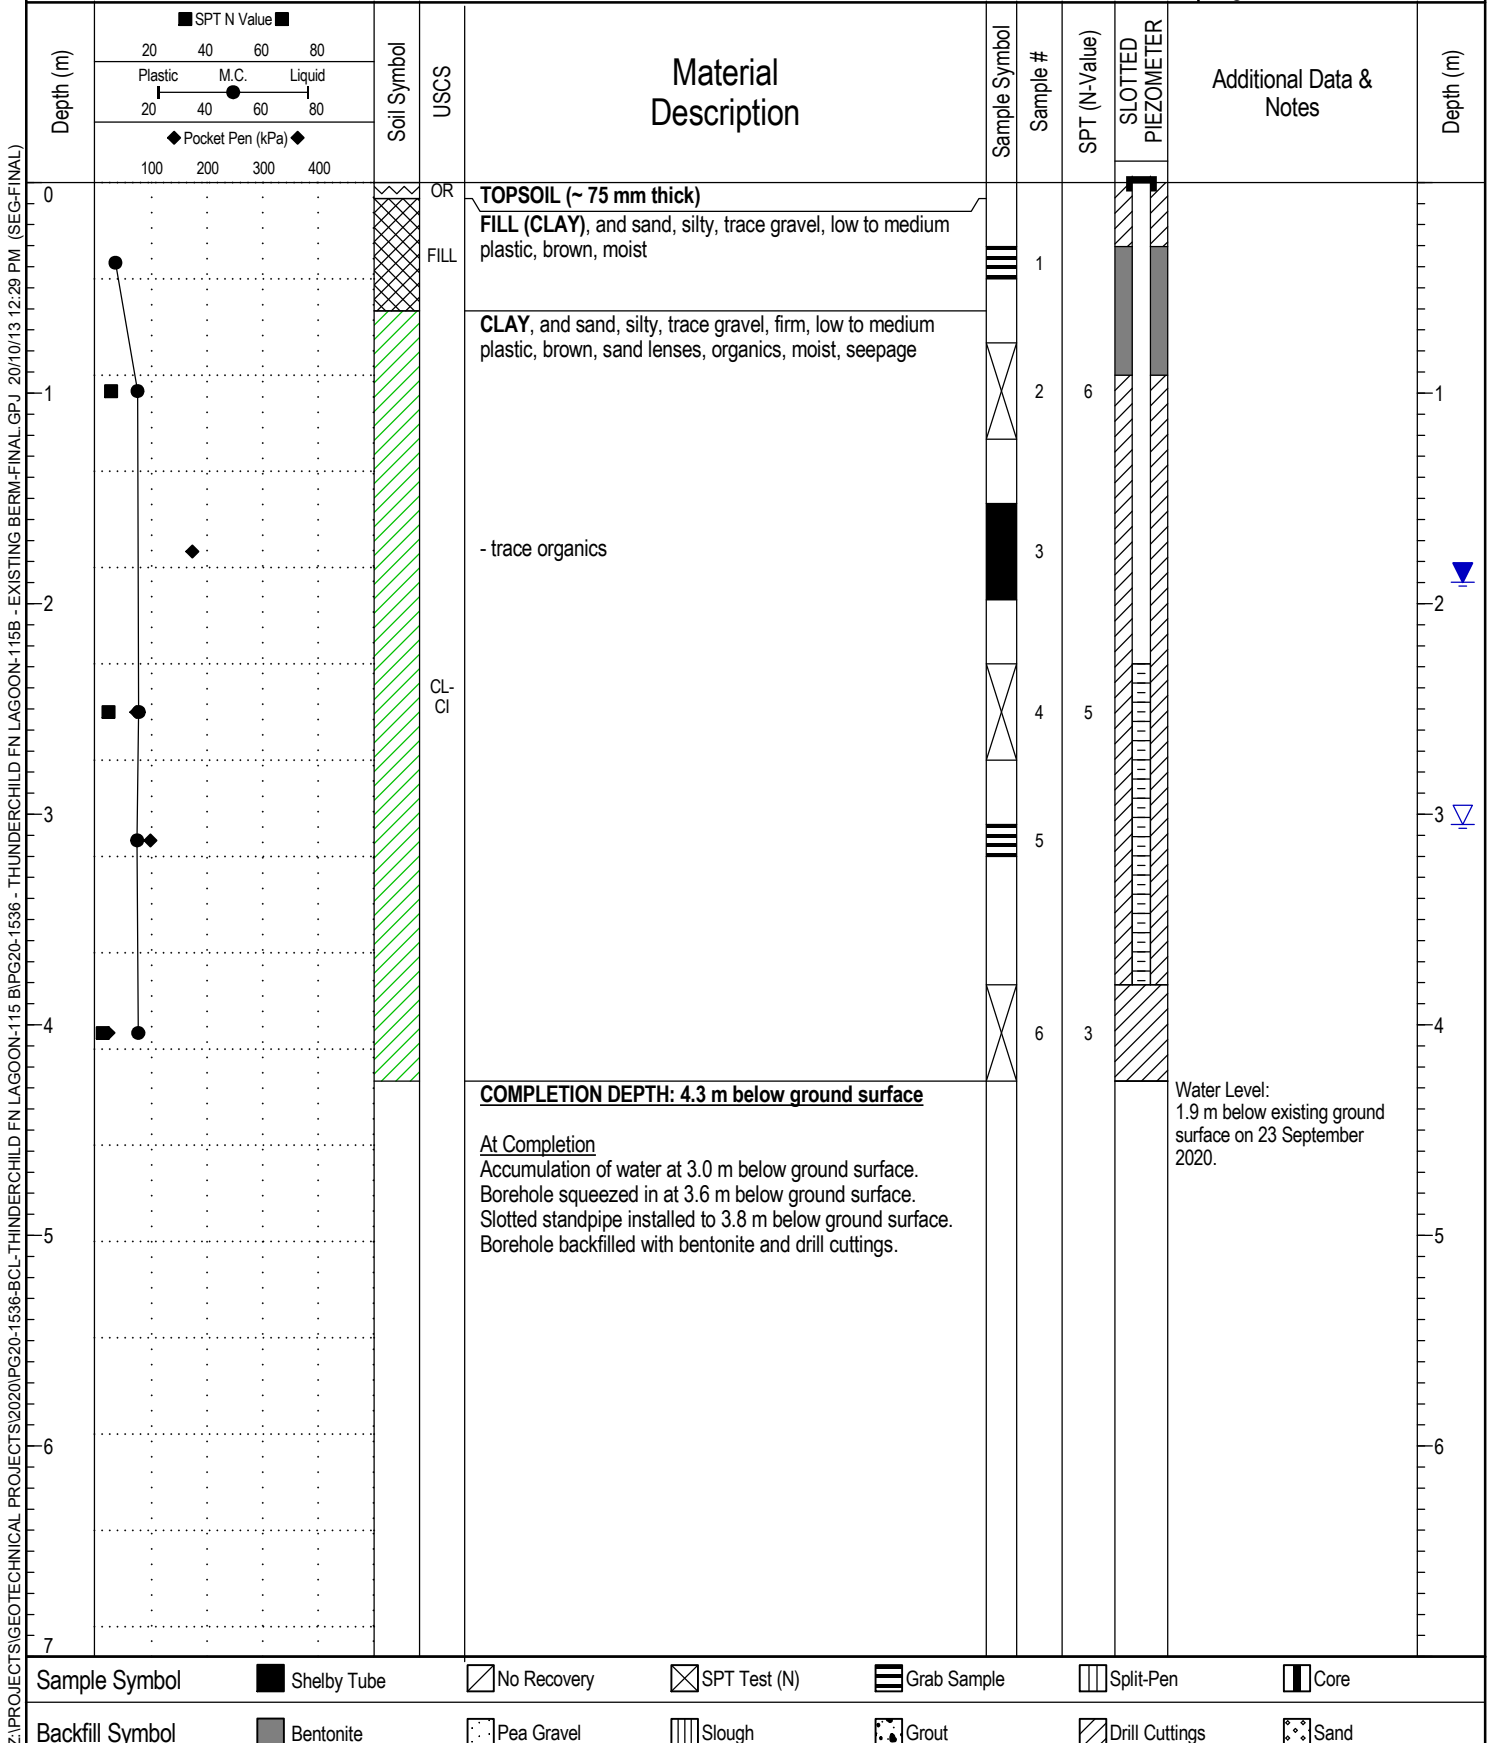 SPT N Value
20 40 60 80
Plastic M.C. Liquid
20 40 60 80
Pocket Pen (kPa)
100 200 300 400
Depth (m)
Soil Symbol
USCS
Material
Description
Sample Symbol
Sample #
SPT (N-Value)
SLOTTED
PIEZOMETER
Additional Data &
Notes
Depth (m)
0
OR
TOPSOIL (~ 75 mm thick)
FILL (CLAY), and sand, silty, trace gravel, low to medium
plastic, brown, moist
FILL
1
CLAY, and sand, silty, trace gravel, firm, low to medium
plastic, brown, sand lenses, organics, moist, seepage
1
2
6
1
- trace organics
3
2
2
CL-
CI
4
5
3
3
5
4
6
3
4
COMPLETION DEPTH: 4.3 m below ground surface
At Completion
Accumulation of water at 3.0 m below ground surface.
Borehole squeezed in at 3.6 m below ground surface.
Slotted standpipe installed to 3.8 m below ground surface.
Borehole backfilled with bentonite and drill cuttings.
Water Level:
1.9 m below existing ground
surface on 23 September
2020.
5
5
6
6
7
Sample Symbol Shelby Tube No Recovery SPT Test (N) Grab Sample Split-Pen Core
Backfill Symbol Bentonite Pea Gravel Slough Grout Drill Cuttings Sand
Z:\PROJECTS\GEOTECHNICAL PROJECTS\2020\PG20-1536-BCL-THINDERCHILD FN LAGOON-115 B\PG20-1536 - THUNDERCHILD FN LAGOON-115B - EXISTING BERM-FINAL.GPJ 20/10/13 12:29 PM (SEG-FINAL)